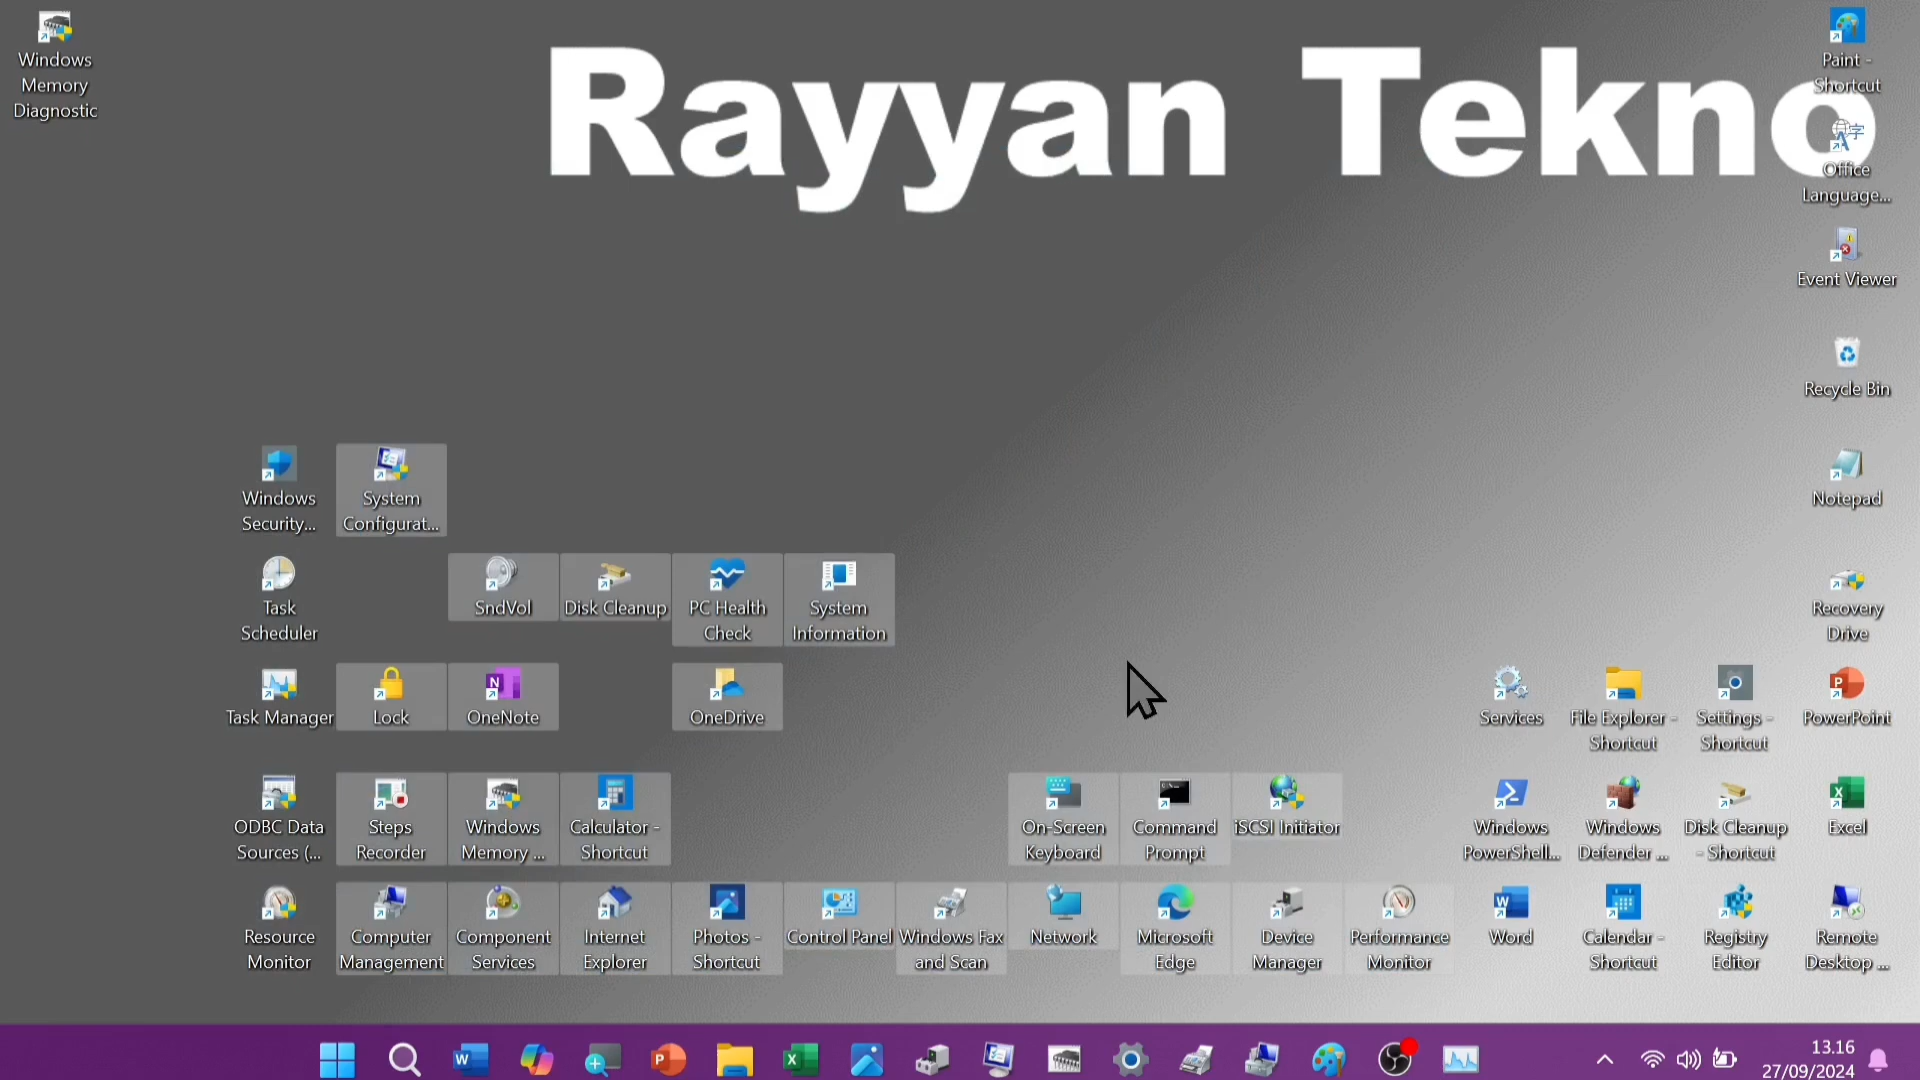 Rayyan Tekno
Windows
Memory
Diagnostic
Paint -
Shortcut
Office
Language...
Event Viewer
Recycle Bin
Windows
Security...
System
Configurat...
Notepad
Task
Scheduler
SndVol
Disk Cleanup
PC Health
Check
System
Information
Recovery
Drive
Task Manager
Lock
OneNote
OneDrive
Services
File Explorer -
Shortcut
Settings -
Shortcut
PowerPoint
ODBC Data
Sources (...
Steps
Recorder
Windows
Memory ...
Calculator -
Shortcut
On-Screen
Keyboard
Command
Prompt
iSCSI Initiator
Windows
PowerShell...
Windows
Defender ...
Disk Cleanup
- Shortcut
Excel
Resource
Monitor
Computer
Management
Component
Services
Internet
Explorer
Photos -
Shortcut
Control Panel
Windows Fax
and Scan
Network
Microsoft
Edge
Device
Manager
Performance
Monitor
Word
Calendar -
Shortcut
Registry
Editor
Remote
Desktop ...
13.16
27/09/2024